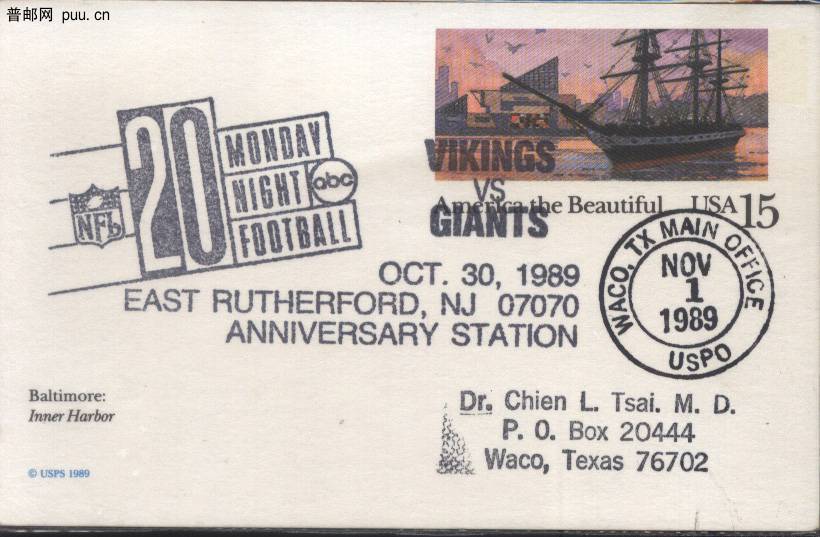 普邮网 puu.cn
20
MONDAY
NIGHT
abc
FOOTBALL
NFL
VIKINGS
VS
GIANTS
America the Beautiful USA 15
OCT. 30, 1989
EAST RUTHERFORD, NJ 07070
ANNIVERSARY STATION
WACO, TX MAIN OFFICE
NOV
1
1989
USPO
Baltimore:
Inner Harbor
© USPS 1989
Dr. Chien L. Tsai. M. D.
P. O. Box 20444
Waco, Texas 76702